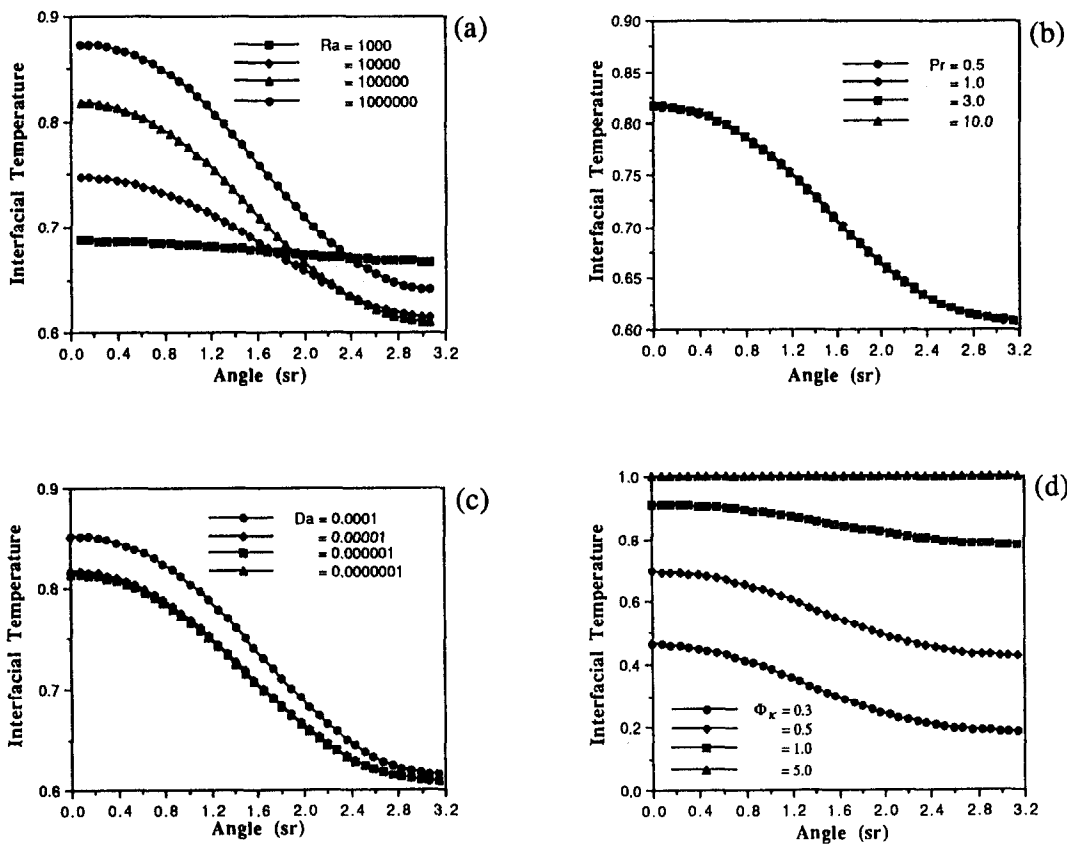 (a)
0.9
0.8
0.7
0.6
Interfacial Temperature
Ra = 1000
= 10000
= 100000
= 1000000
0.0 0.4 0.8 1.2 1.6 2.0 2.4 2.8 3.2
Angle (sr)
(b)
0.90
0.85
0.80
0.75
0.70
0.65
0.60
Interfacial Temperature
Pr = 0.5
= 1.0
= 3.0
= 10.0
0.0 0.4 0.8 1.2 1.6 2.0 2.4 2.8 3.2
Angle (sr)
(c)
0.9
0.8
0.7
0.6
Interfacial Temperature
Da = 0.0001
= 0.00001
= 0.000001
= 0.0000001
0.0 0.4 0.8 1.2 1.6 2.0 2.4 2.8 3.2
Angle (sr)
(d)
1.0
0.8
0.6
0.4
0.2
0.0
Interfacial Temperature
Φκ = 0.3
= 0.5
= 1.0
= 5.0
0.0 0.4 0.8 1.2 1.6 2.0 2.4 2.8 3.2
Angle (sr)